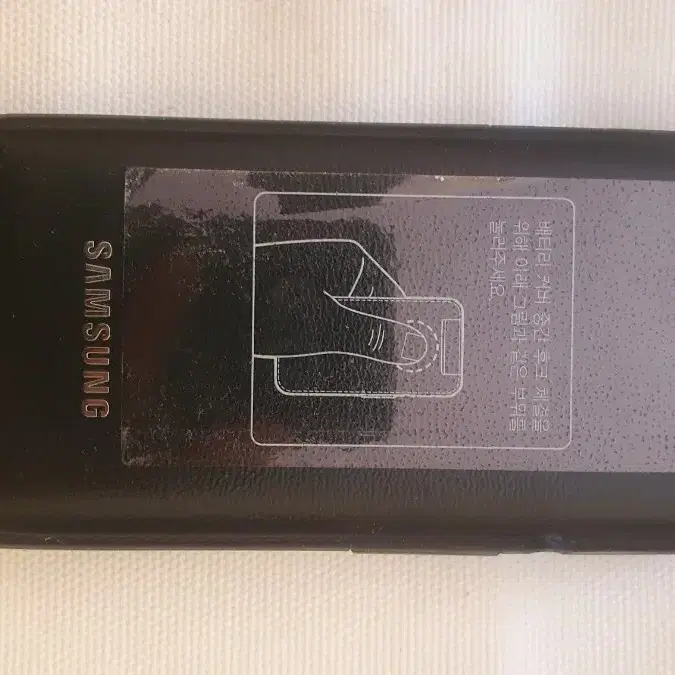 배터리 커버 중간 후크 체결을
위해 아래 그림과 같은 부위를
눌러주세요.
SAMSUNG